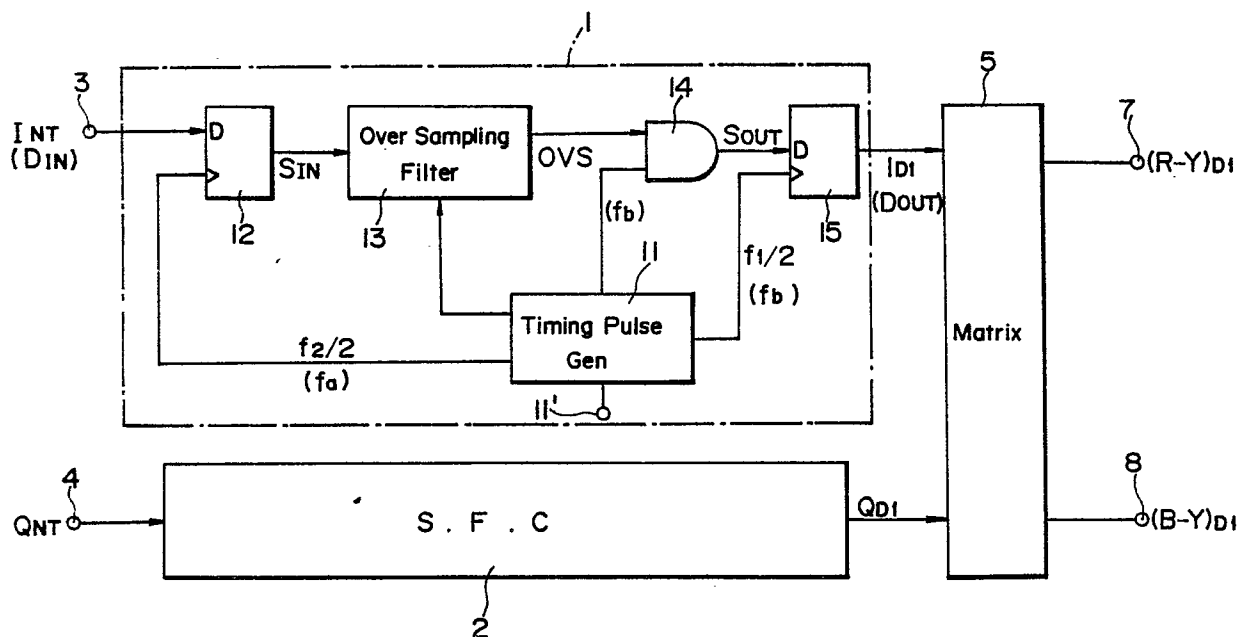 1
3
INT
(DIN)
D
12
SIN
Over Sampling
Filter
13
OVS
14
SOUT
D
15
ID1
(DOUT)
5
Matrix
7
(R-Y)D1
(fb)
f1/2
(fb)
11
Timing Pulse
Gen
11'
f2/2
(fa)
4
QNT
S.F.C
2
QD1
8
(B-Y)D1